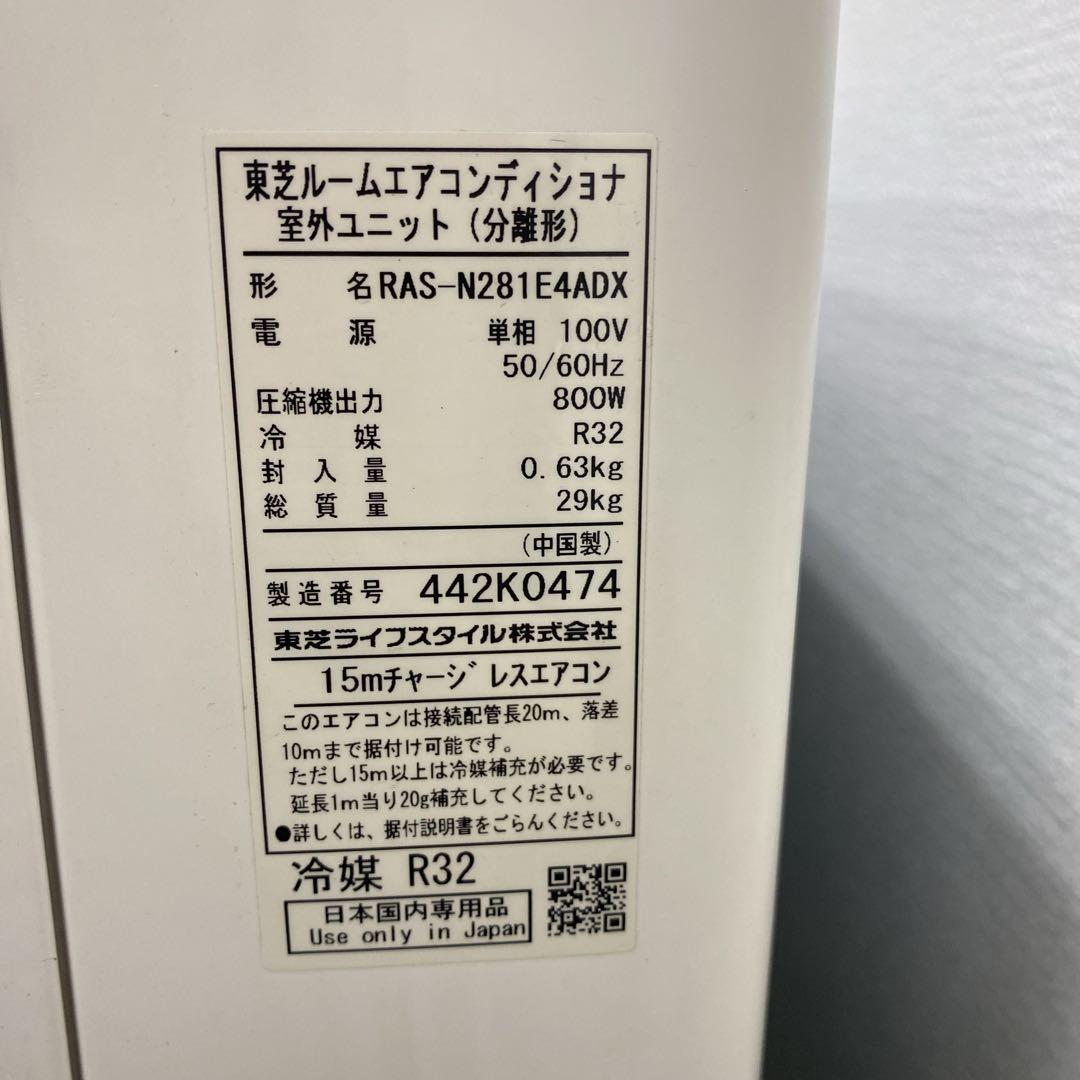 東芝ルームエアコンディショナ
室外ユニット(分離形)
形 名 RAS-N281E4ADX
電 源 単相 100V
50/60Hz
圧縮機出力 800W
冷 媒 R32
封 入 量 0.63kg
総 質 量 29kg
(中国製)
製造番号 442K0474
東芝ライフスタイル株式会社
15mチャージレスエアコン
このエアコンは接続配管長20m、落差
10mまで据付け可能です。
ただし15m以上は冷媒補充が必要です。
延長1m当り20g補充してください。
●詳しくは、据付説明書をごらんください。
冷媒 R32
日本国内専用品
Use only in Japan